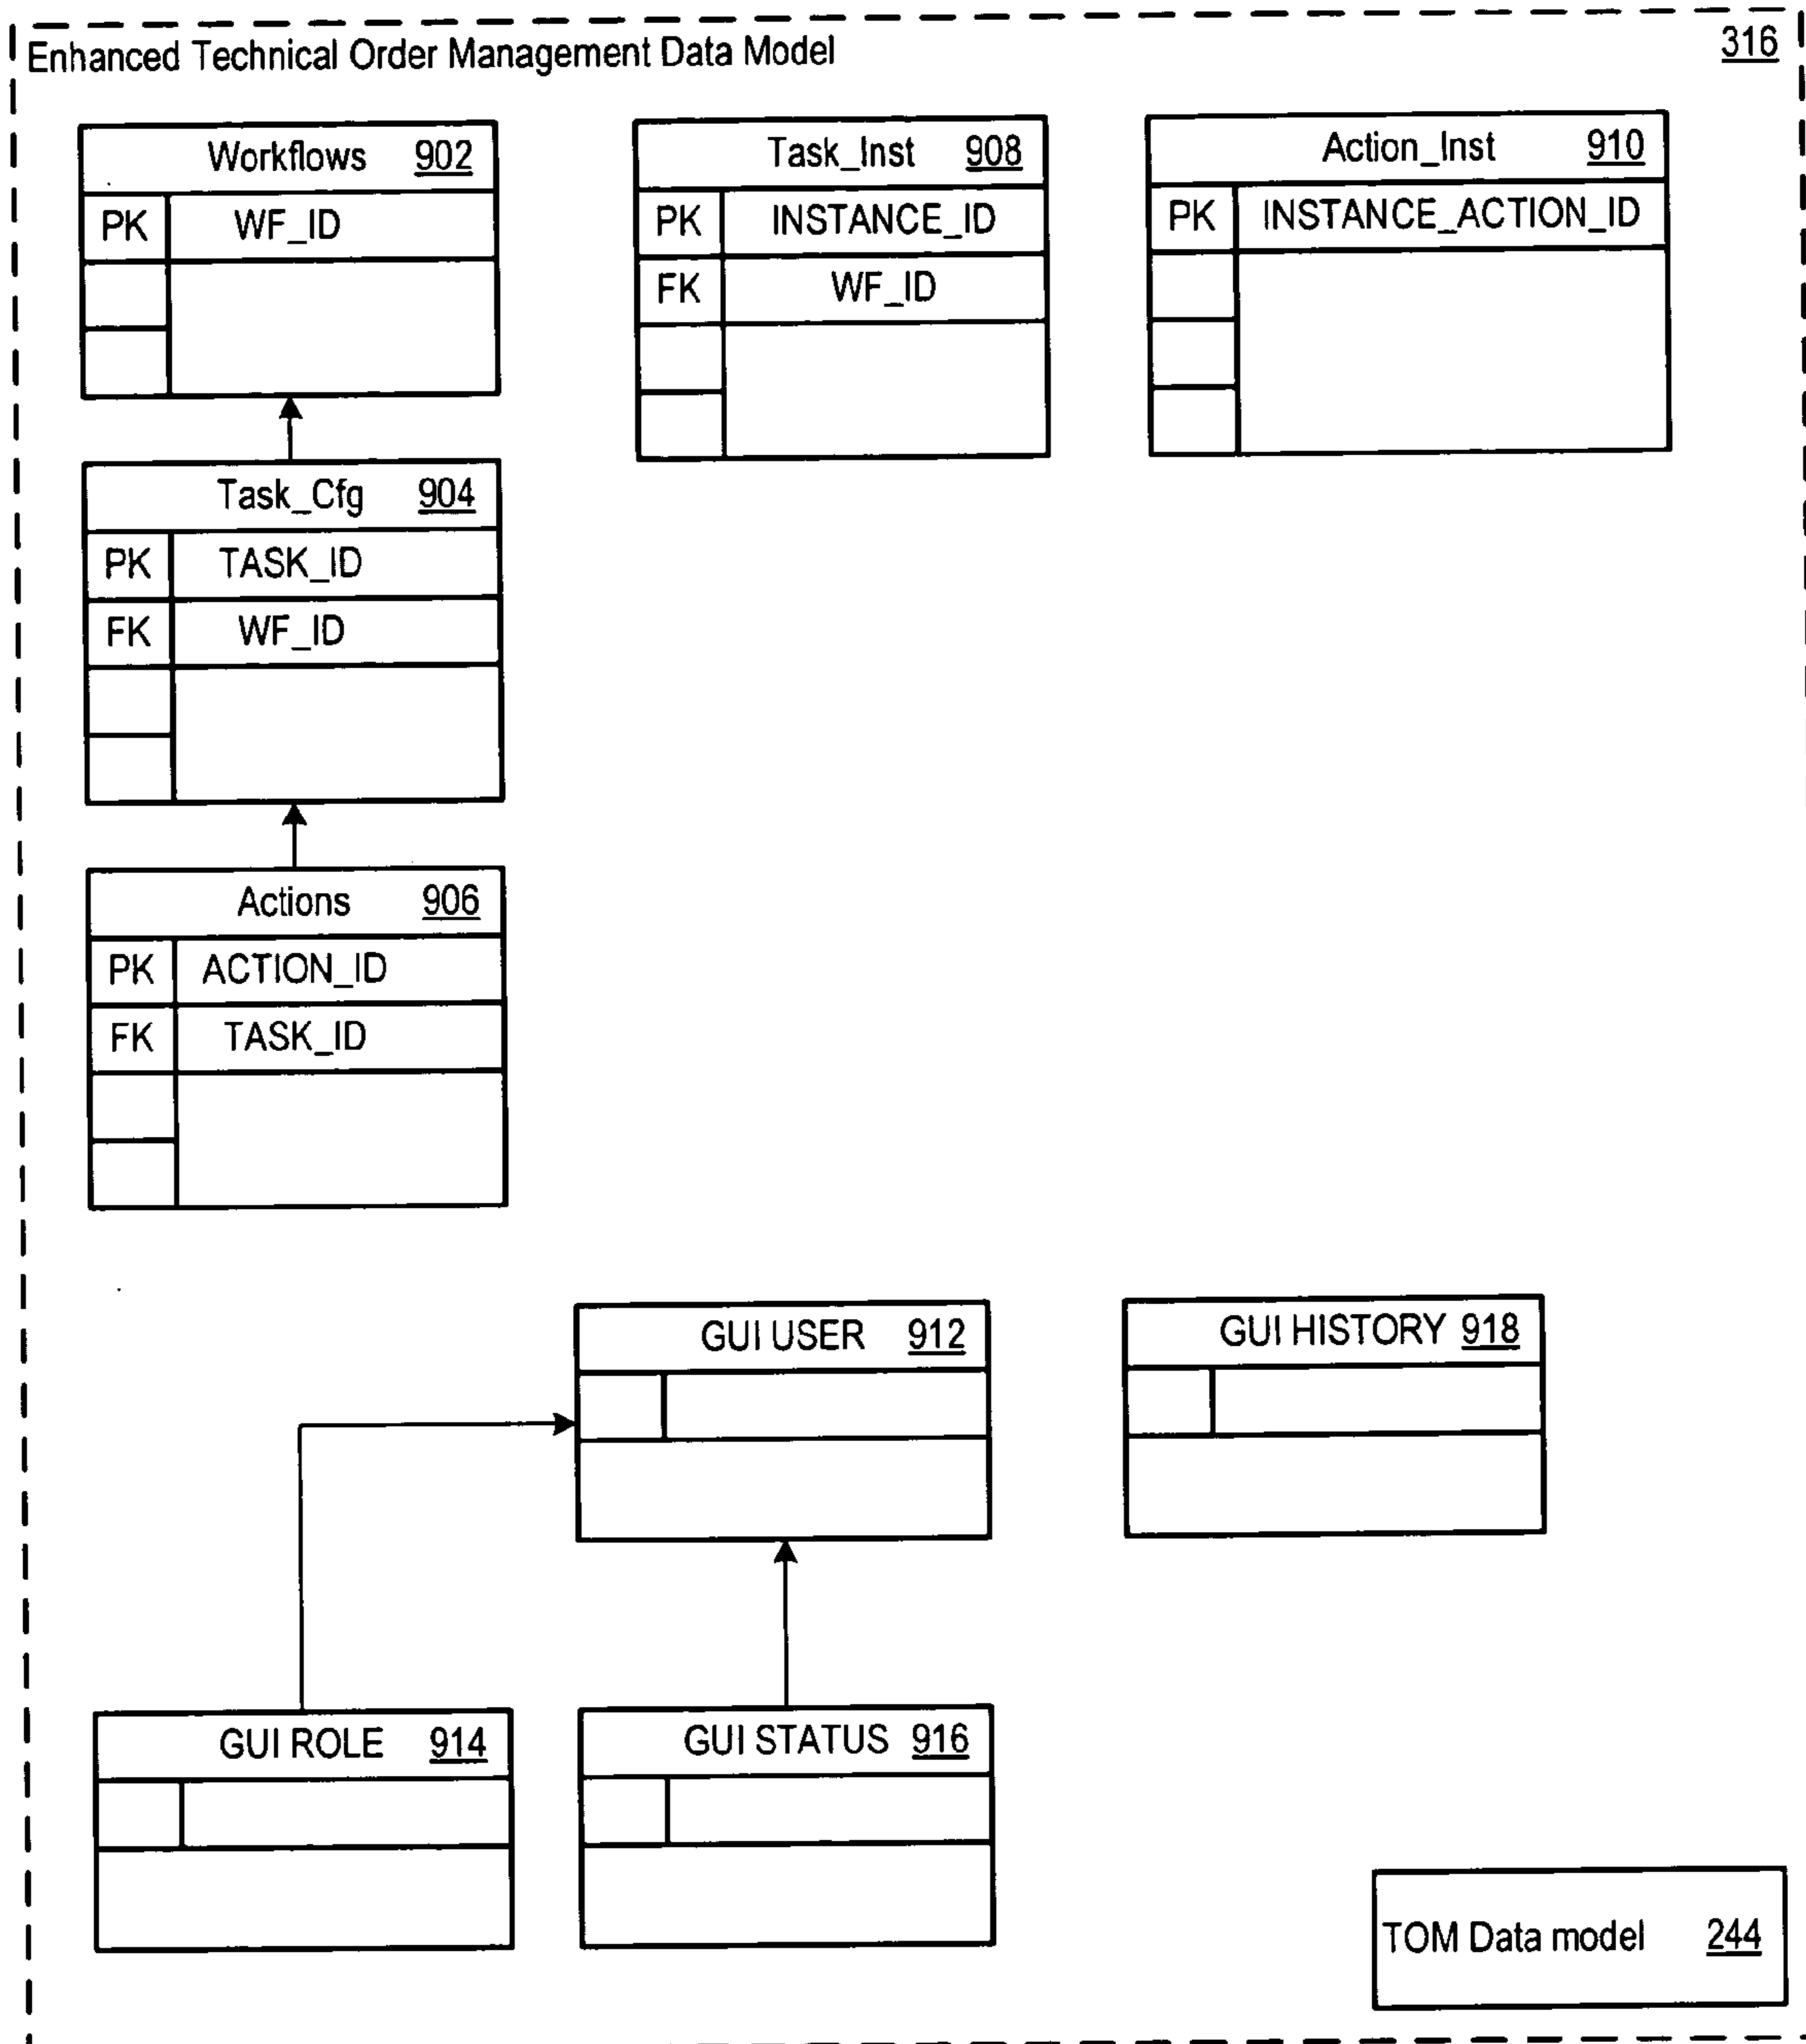 Enhanced Technical Order Management Data Model 316
Workflows 902
PK WF_ID
Task_Inst 908
PK INSTANCE_ID
FK WF_ID
Action_Inst 910
PK INSTANCE_ACTION_ID
Task_Cfg 904
PK TASK_ID
FK WF_ID
Actions 906
PK ACTION_ID
FK TASK_ID
GUI USER 912
GUI HISTORY 918
GUI ROLE 914
GUI STATUS 916
TOM Data model 244